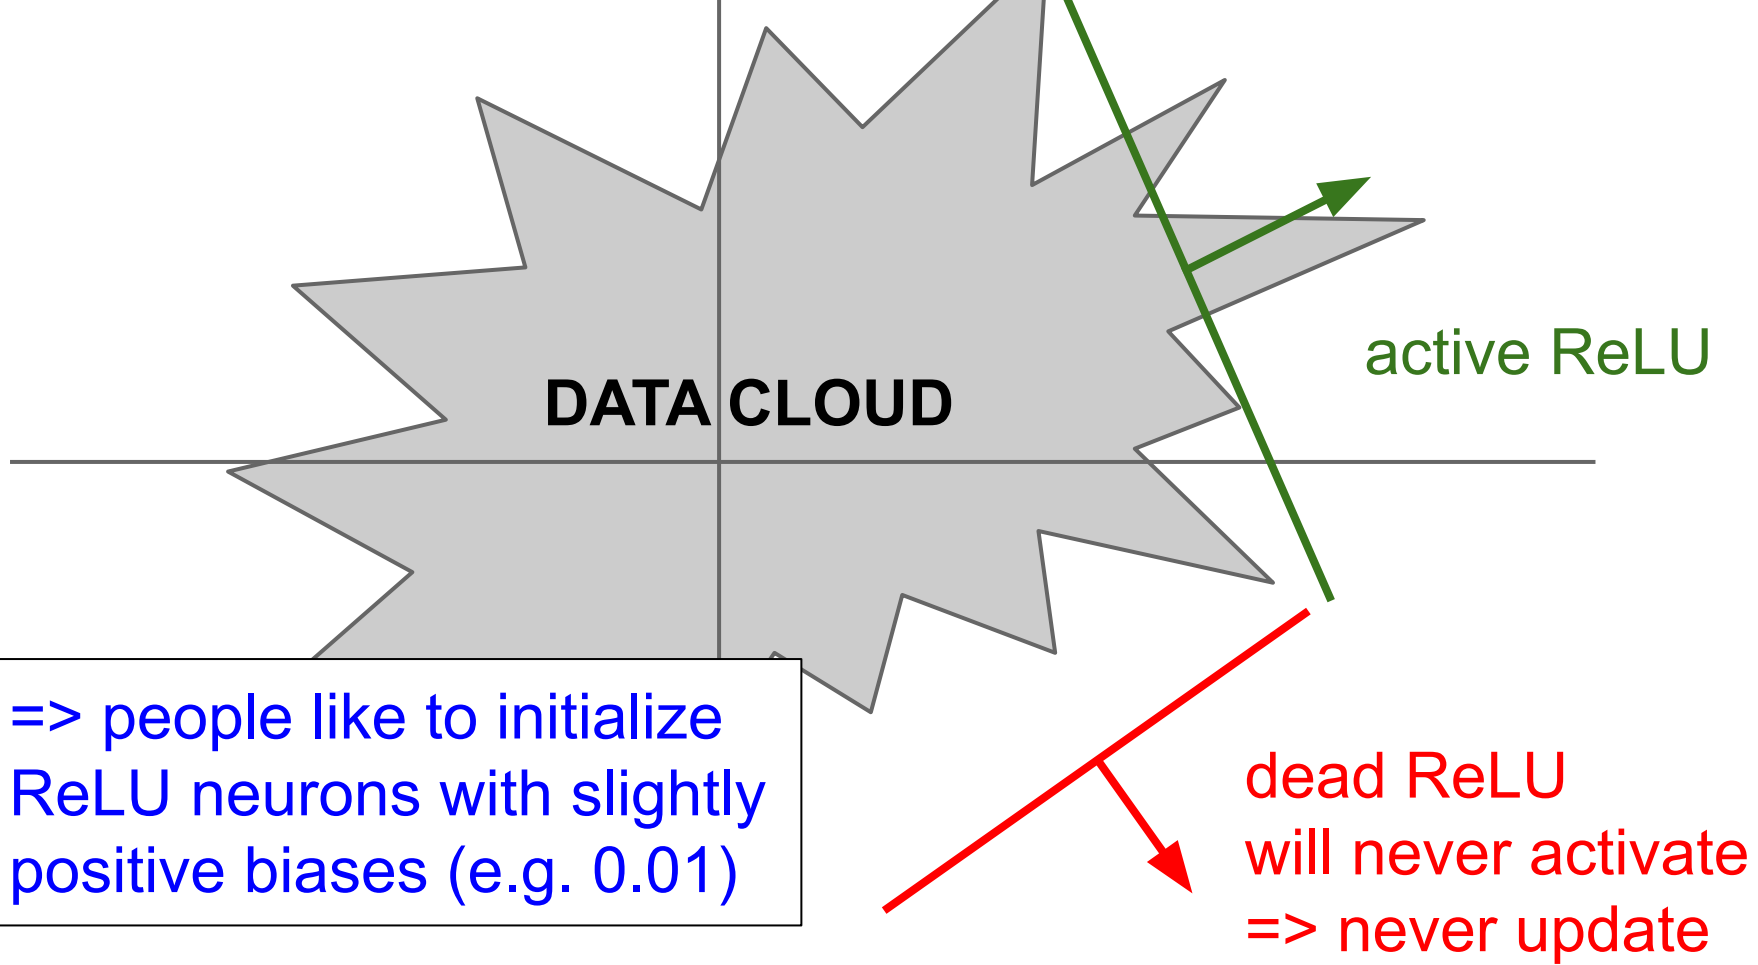 active ReLU
DATA CLOUD
=> people like to initialize
ReLU neurons with slightly
positive biases (e.g. 0.01)
dead ReLU
will never activate
=> never update